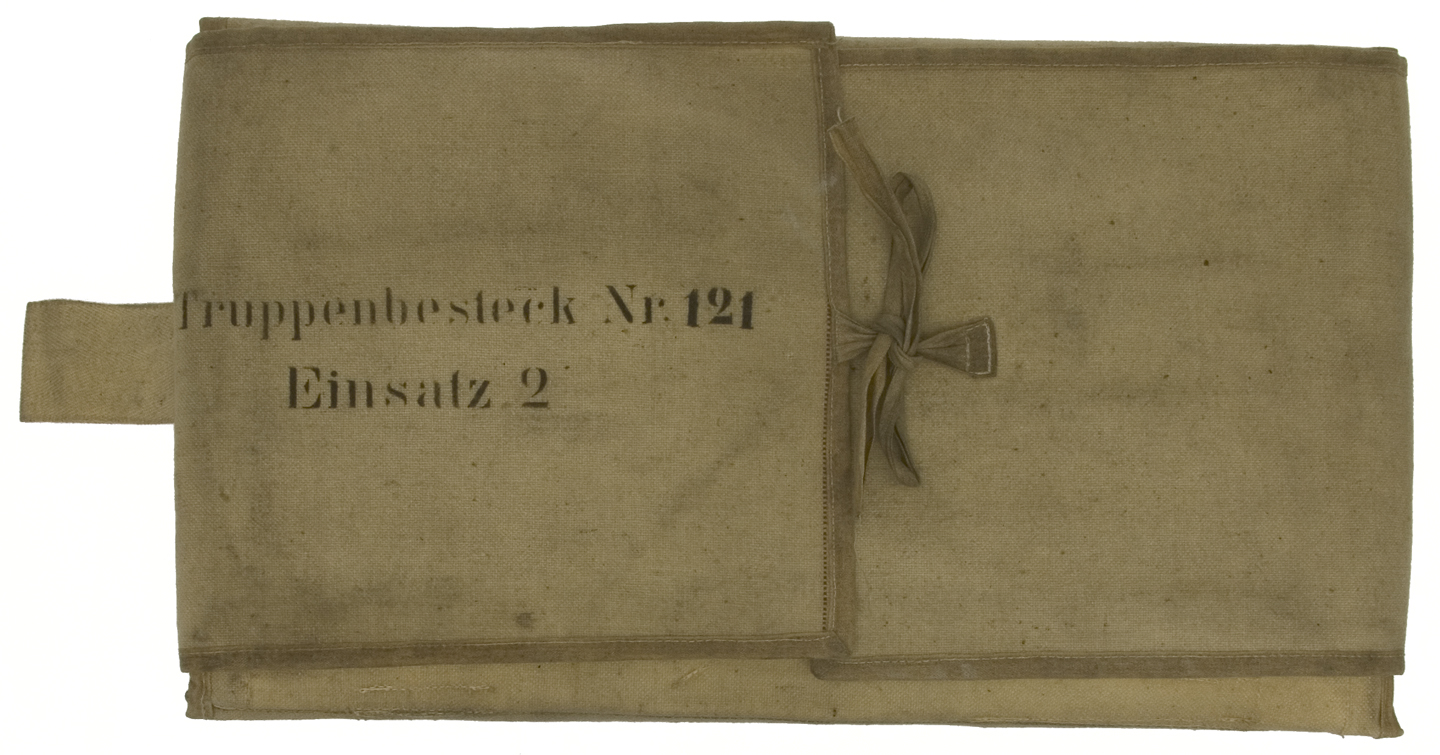 Truppenbesteck Nr. 121
Einsatz 2